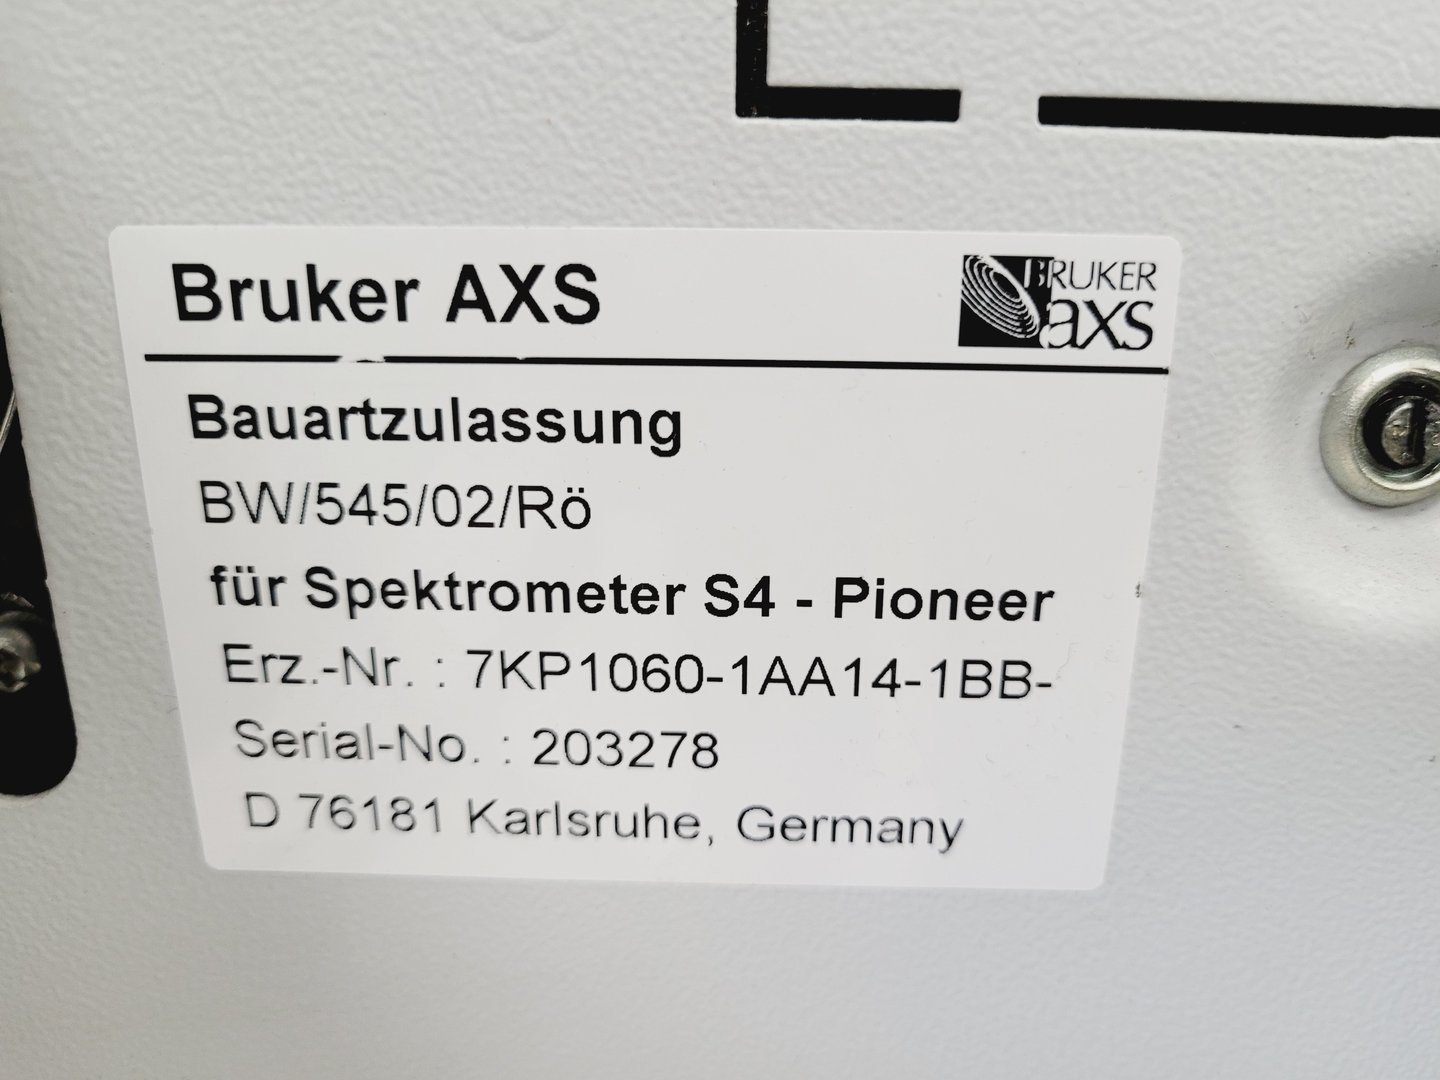 Bruker AXS
BRUKER
axs
Bauartzulassung
BW/545/02/Rö
für Spektrometer S4 - Pioneer
Erz.-Nr. : 7KP1060-1AA14-1BB-
Serial-No. : 203278
D 76181 Karlsruhe, Germany